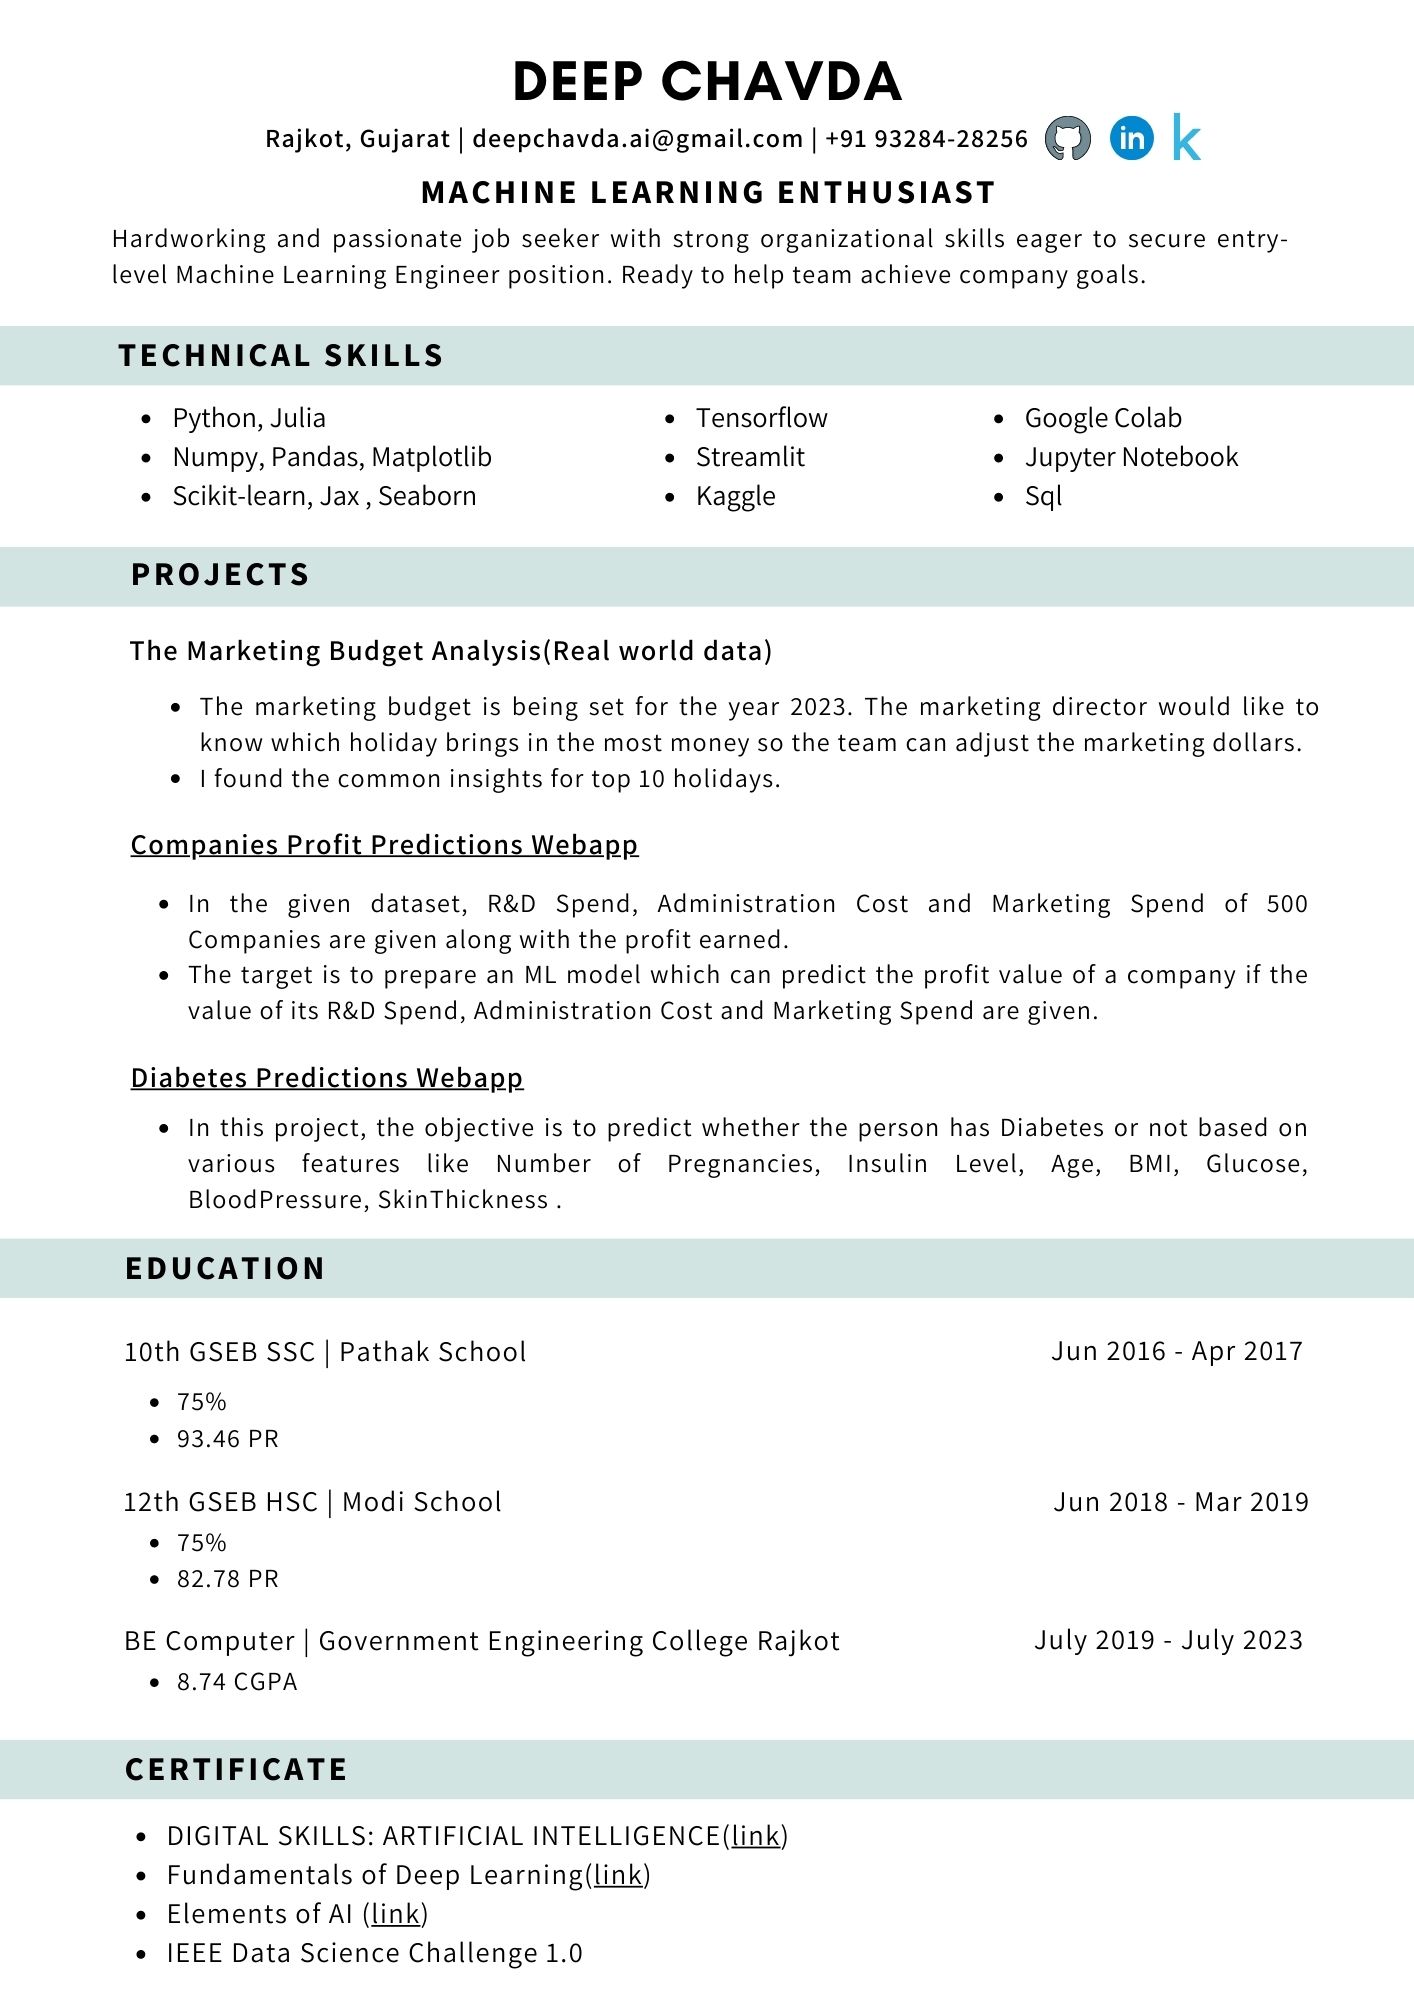 DEEP CHAVDA
Rajkot, Gujarat | deepchavda.ai@gmail.com | +91 93284-28256 in k
MACHINE LEARNING ENTHUSIAST
Hardworking and passionate job seeker with strong organizational skills eager to secure entry-
level Machine Learning Engineer position. Ready to help team achieve company goals.
TECHNICAL SKILLS
• Python, Julia
• Numpy, Pandas, Matplotlib
• Scikit-learn, Jax , Seaborn
• Tensorflow
• Streamlit
• Kaggle
• Google Colab
• Jupyter Notebook
• Sql
PROJECTS
The Marketing Budget Analysis(Real world data)
• The marketing budget is being set for the year 2023. The marketing director would like to
know which holiday brings in the most money so the team can adjust the marketing dollars.
• I found the common insights for top 10 holidays.
Companies Profit Predictions Webapp
• In the given dataset, R&D Spend, Administration Cost and Marketing Spend of 500
Companies are given along with the profit earned.
• The target is to prepare an ML model which can predict the profit value of a company if the
value of its R&D Spend, Administration Cost and Marketing Spend are given.
Diabetes Predictions Webapp
• In this project, the objective is to predict whether the person has Diabetes or not based on
various features like Number of Pregnancies, Insulin Level, Age, BMI, Glucose,
BloodPressure, SkinThickness .
EDUCATION
10th GSEB SSC | Pathak School Jun 2016 - Apr 2017
• 75%
• 93.46 PR
12th GSEB HSC | Modi School Jun 2018 - Mar 2019
• 75%
• 82.78 PR
BE Computer | Government Engineering College Rajkot July 2019 - July 2023
• 8.74 CGPA
CERTIFICATE
• DIGITAL SKILLS: ARTIFICIAL INTELLIGENCE(link)
• Fundamentals of Deep Learning(link)
• Elements of AI (link)
• IEEE Data Science Challenge 1.0